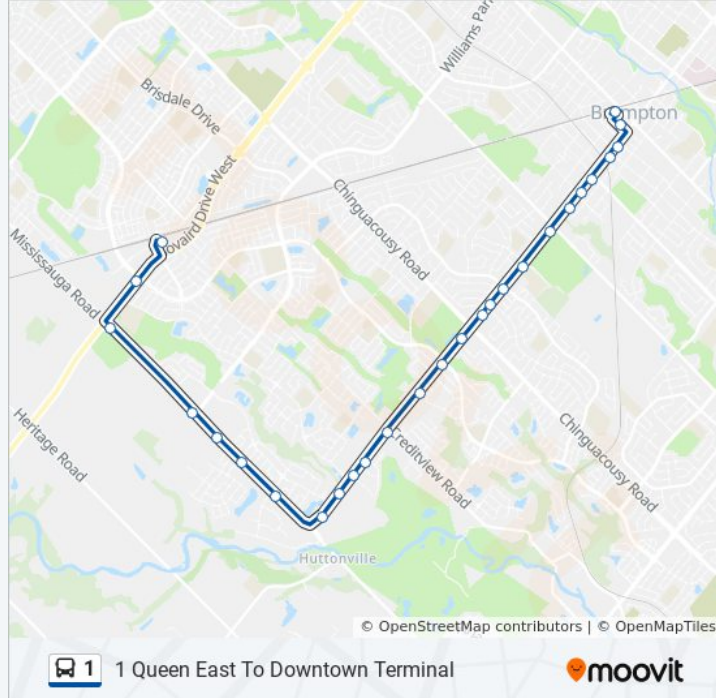 Williams Par
Brisdale Drive
Brampton
Bovaird Drive West
Chinguacousy Road
Mississauga Road
Heritage Road
Creditview Road
Chinguacousy Road
Huttonville
© OpenStreetMap contributors | © OpenMapTiles
1 1 Queen East To Downtown Terminal moovit